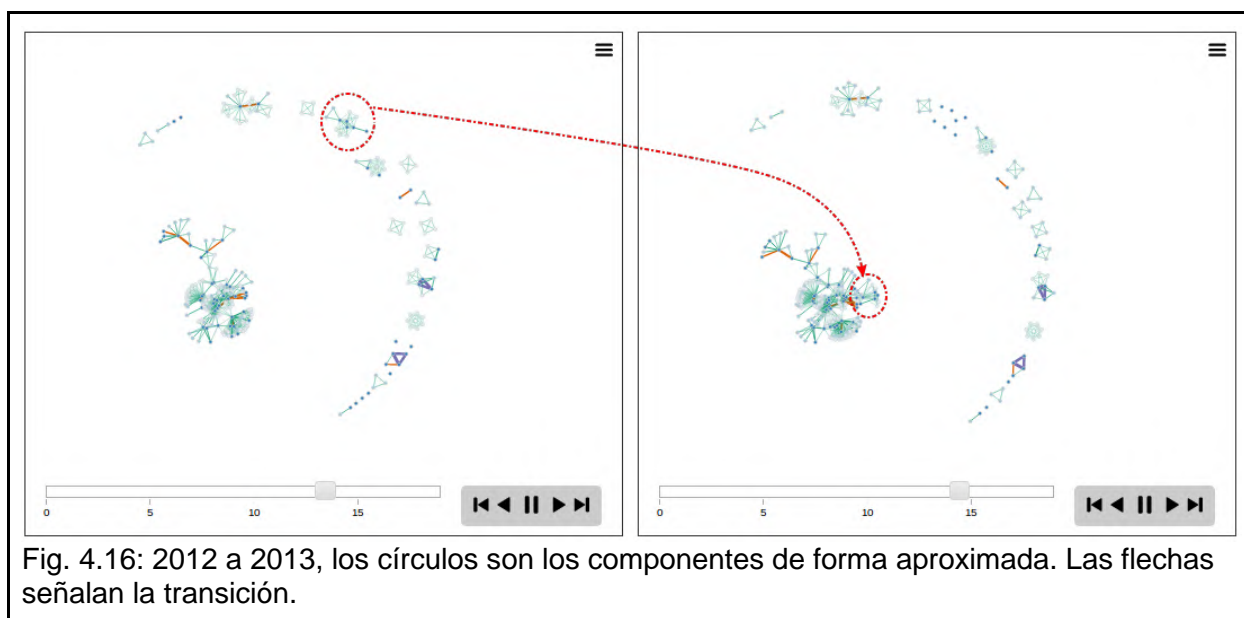 0 5 10 15
0 5 10 15
Fig. 4.16: 2012 a 2013, los círculos son los componentes de forma aproximada. Las flechas
señalan la transición.